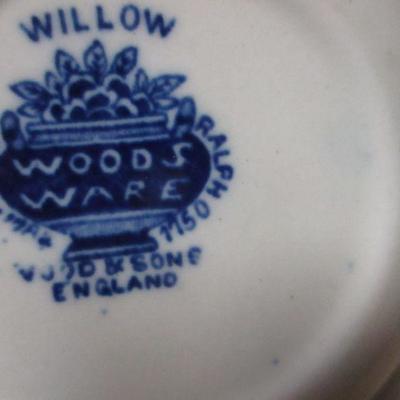 WILLOW
WOODS
WARE
RALPH
1750
WOOD & SONS
ENGLAND